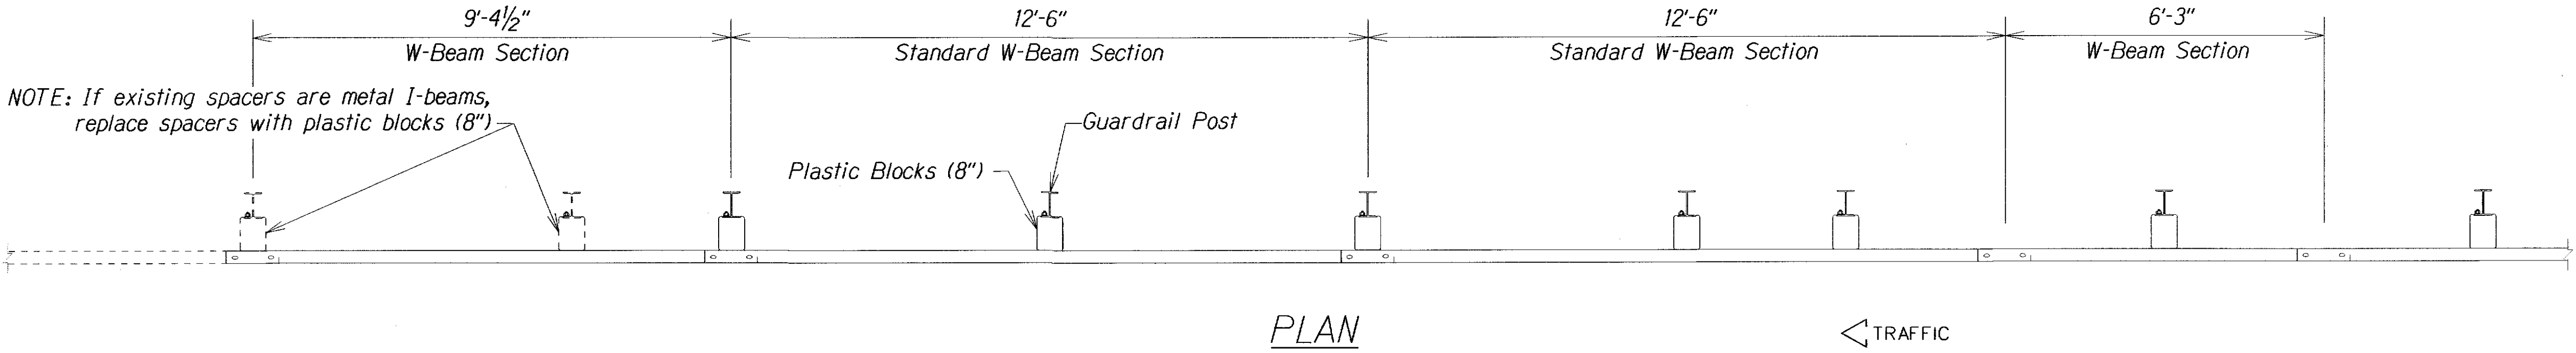 9'-4½"
12'-6"
12'-6"
6'-3"
W-Beam Section
Standard W-Beam Section
Standard W-Beam Section
W-Beam Section
NOTE: If existing spacers are metal I-beams,
replace spacers with plastic blocks (8")
Guardrail Post
Plastic Blocks (8")
PLAN
TRAFFIC